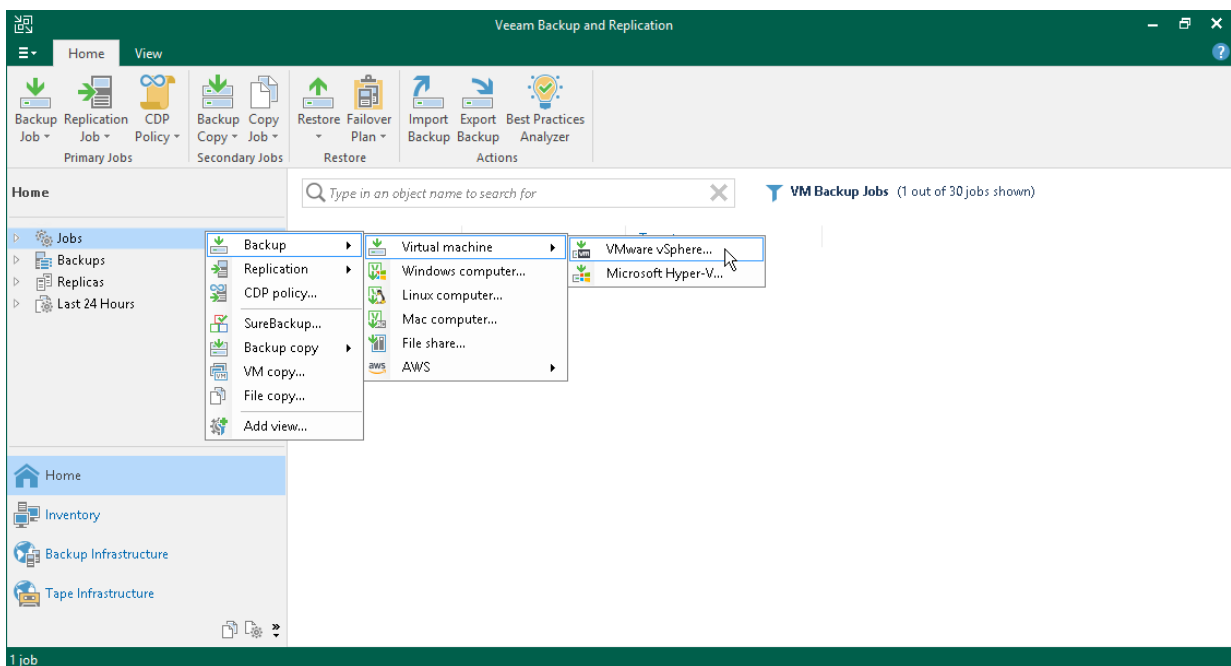 Veeam Backup and Replication
Home View
Backup Job
Replication Job
CDP Policy
Primary Jobs
Backup Copy
Copy Job
Secondary Jobs
Restore
Failover Plan
Restore
Import Backup
Export Backup
Best Practices Analyzer
Actions
Home
Type in an object name to search for
VM Backup Jobs (1 out of 30 jobs shown)
Jobs
Backups
Replicas
Last 24 Hours
Backup
Replication
CDP policy...
SureBackup...
Backup copy
VM copy...
File copy...
Add view...
Virtual machine
Windows computer...
Linux computer...
Mac computer...
File share...
aws AWS
VMware vSphere...
Microsoft Hyper-V...
Home
Inventory
Backup Infrastructure
Tape Infrastructure
1 job